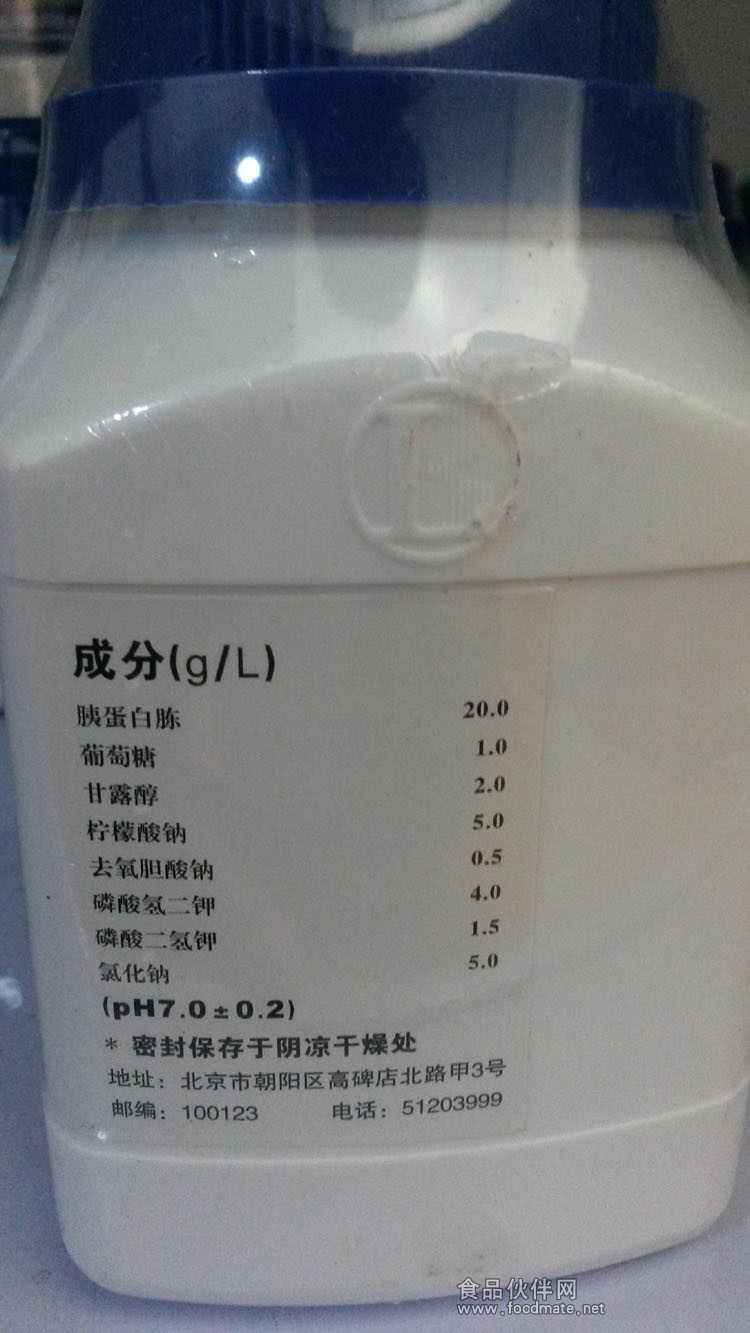 成分(g/L)
胰蛋白胨 20.0
葡萄糖 1.0
甘露醇 2.0
柠檬酸钠 5.0
去氧胆酸钠 0.5
磷酸氢二钾 4.0
磷酸二氢钾 1.5
氯化钠 5.0
(pH7.0±0.2)
* 密封保存于阴凉干燥处
地址：北京市朝阳区高碑店北路甲3号
邮编：100123 电话：51203999
食品伙伴网
www.foodmate.net